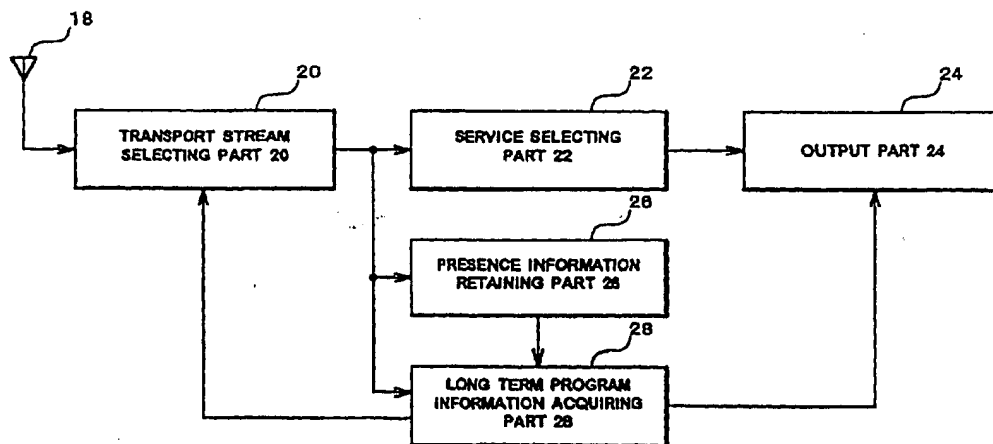 18
20
TRANSPORT STREAM
SELECTING PART 20
22
SERVICE SELECTING
PART 22
24
OUTPUT PART 24
26
PRESENCE INFORMATION
RETAINING PART 26
28
LONG TERM PROGRAM
INFORMATION ACQUIRING
PART 28